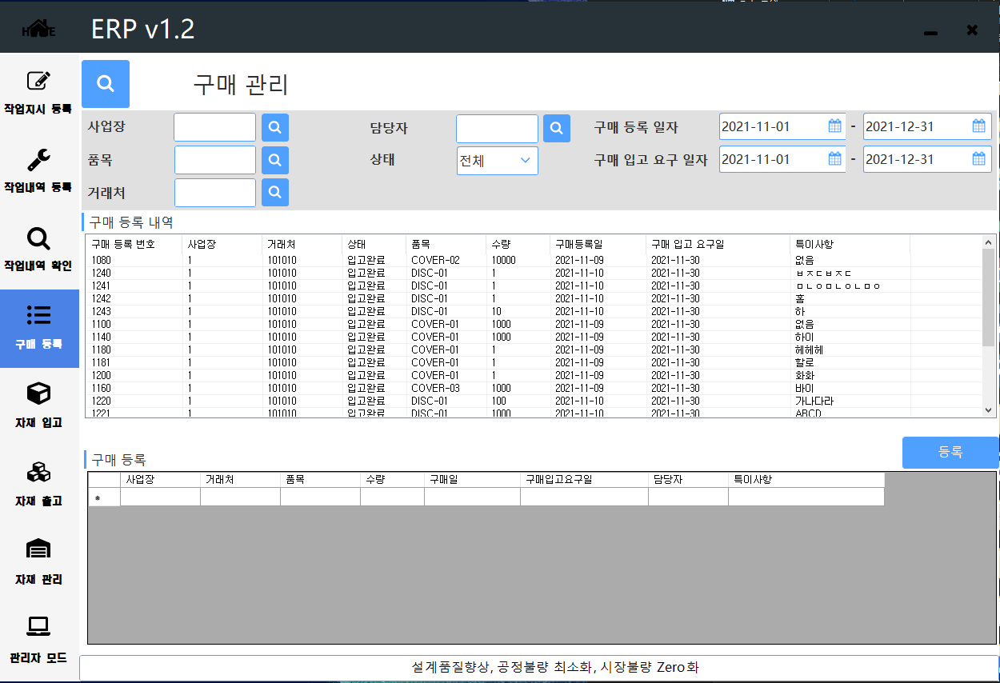 HOME ERP v1.2
작업지시 등록
작업내역 등록
작업내역 확인
구매 등록
자재 입고
자재 출고
자재 관리
관리자 모드
구매 관리
사업장 담당자 구매 등록 일자 2021-11-01 - 2021-12-31
품목 상태 전체 구매 입고 요구 일자 2021-11-01 - 2021-12-31
거래처
구매 등록 내역
구매 등록 번호 사업장 거래처 상태 품목 수량 구매등록일 구매 입고 요구일 특이사항
1080 1 101010 입고완료 COVER-02 10000 2021-11-09 2021-11-30 없음
1240 1 101010 입고완료 DISC-01 1 2021-11-10 2021-11-30 ㅂㅈㄷㅂㅈㄷ
1241 1 101010 입고완료 DISC-01 1 2021-11-10 2021-11-30 ㅁㄴㅇㅁㄴㅇㄴㅁㅇ
1242 1 101010 입고완료 DISC-01 1 2021-11-10 2021-11-30 홈
1243 1 101010 입고완료 DISC-01 10 2021-11-10 2021-11-30 하
1100 1 101010 입고완료 COVER-01 1000 2021-11-09 2021-11-30 없음
1140 1 101010 입고완료 COVER-01 1000 2021-11-09 2021-11-30 하이
1180 1 101010 입고완료 COVER-01 1 2021-11-09 2021-11-30 헤헤헤
1181 1 101010 입고완료 COVER-01 1 2021-11-09 2021-11-30 할로
1200 1 101010 입고완료 COVER-01 1 2021-11-09 2021-11-30 화화
1160 1 101010 입고완료 COVER-03 1000 2021-11-09 2021-11-30 바이
1220 1 101010 입고완료 DISC-01 100 2021-11-10 2021-11-30 가나다라
1221 1 101010 입고완료 DISC-01 1000 2021-11-10 2021-11-30 ABCD
등록
구매 등록
사업장 거래처 품목 수량 구매일 구매입고요구일 담당자 특이사항
*
설계품질향상, 공정불량 최소화, 시장불량 Zero화